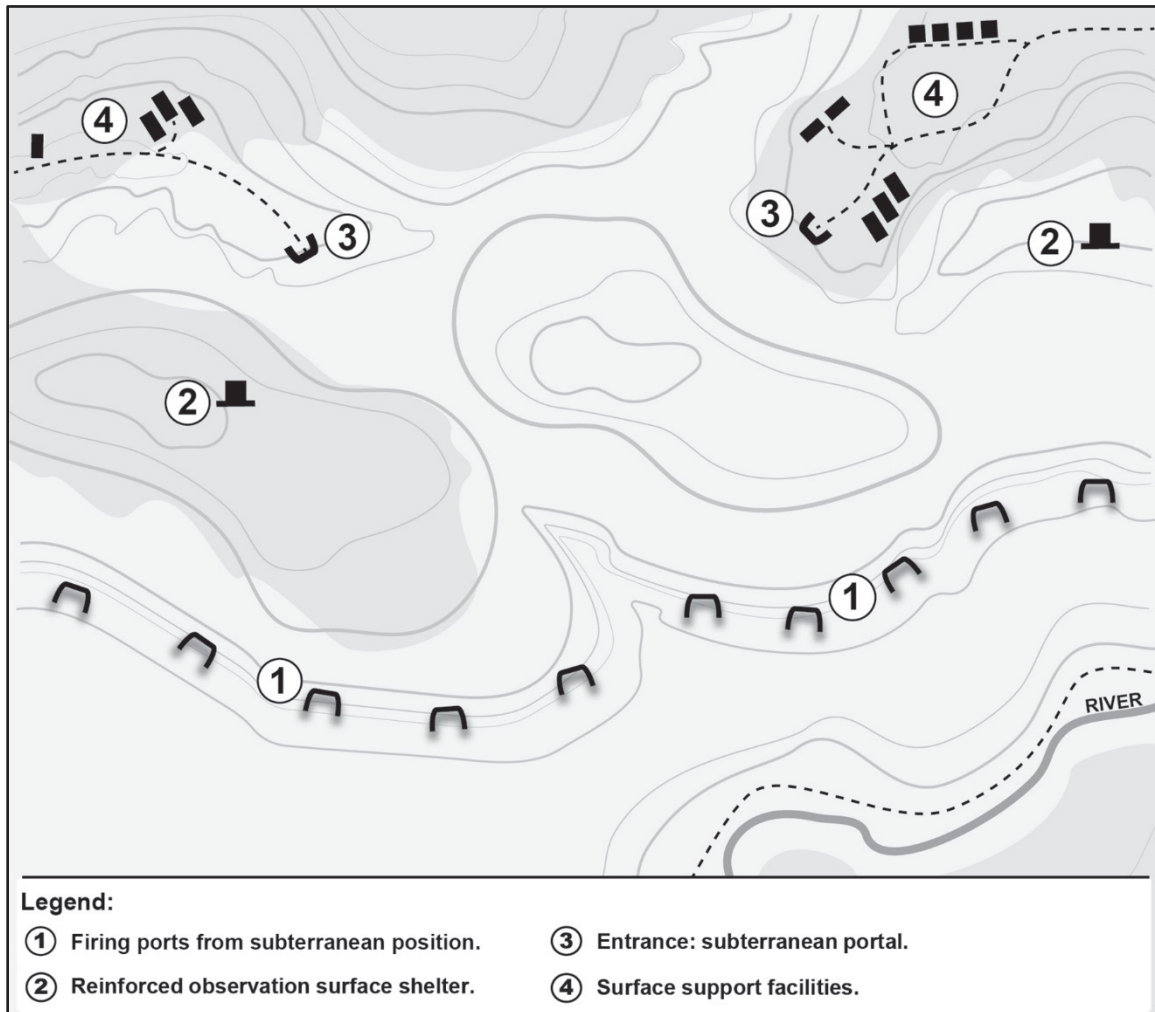 4
4
3
3
2
2
1
1
RIVER
Legend:
1 Firing ports from subterranean position.
2 Reinforced observation surface shelter.
3 Entrance: subterranean portal.
4 Surface support facilities.